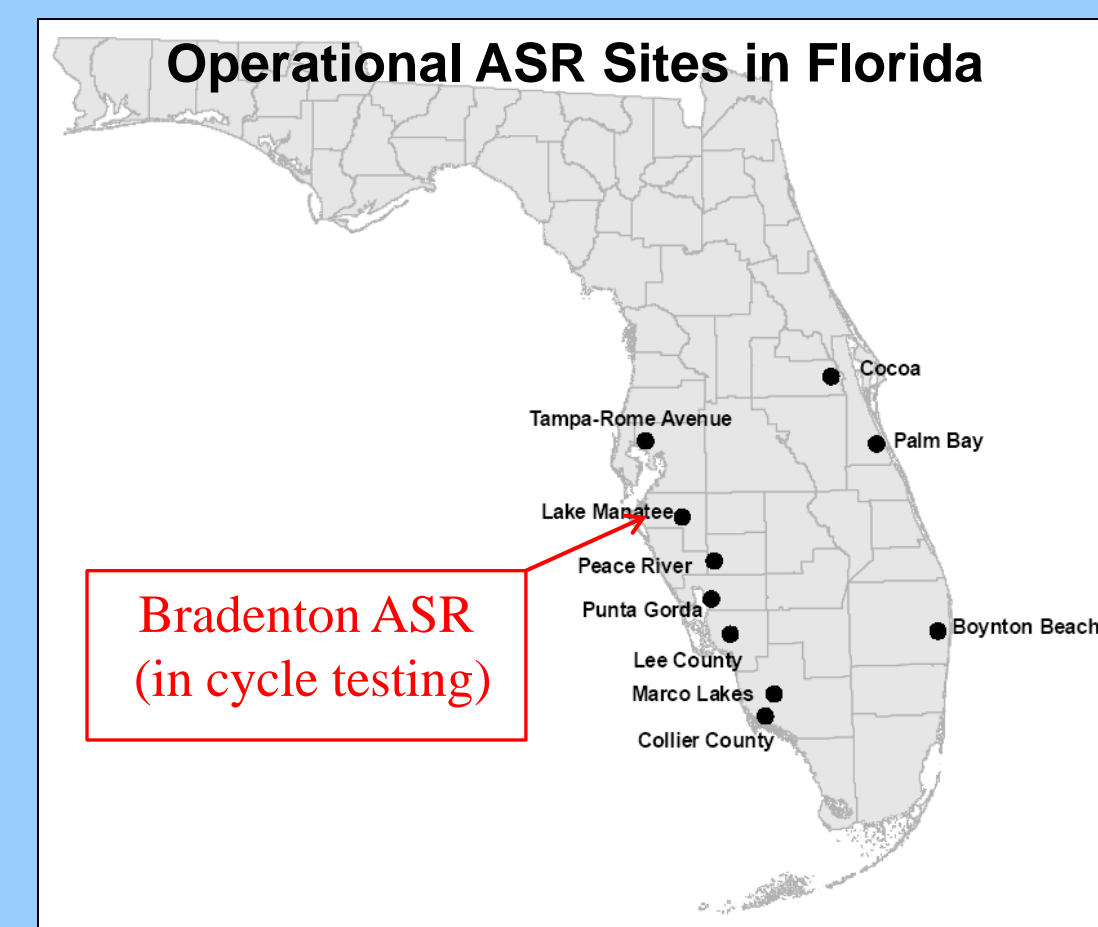 Operational ASR Sites in Florida
Cocoa
Tampa-Rome Avenue
Palm Bay
Lake Manatee
Peace River
Punta Gorda
Bradenton ASR
(in cycle testing)
Boynton Beach
Lee County
Marco Lakes
Collier County